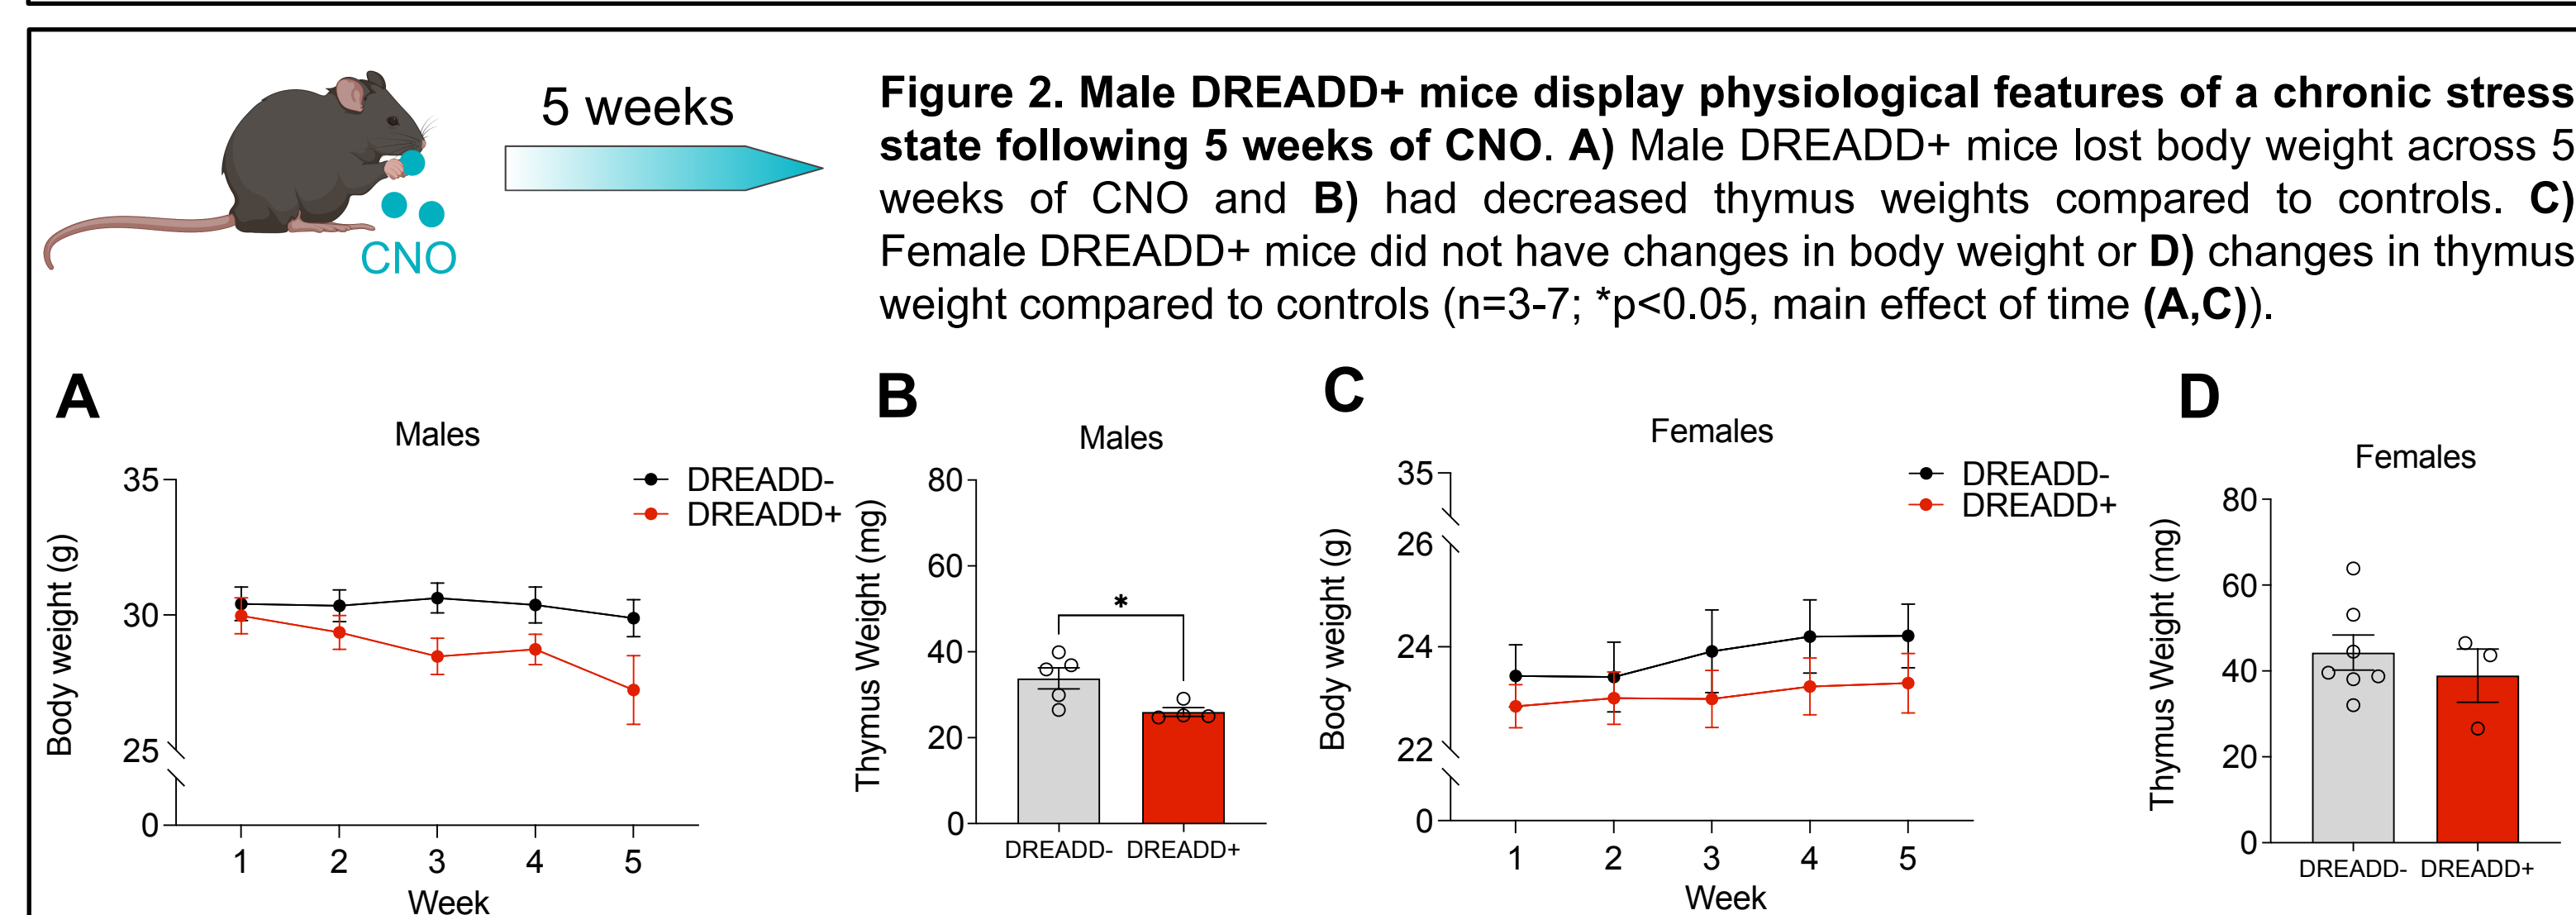 5 weeks
CNO
Figure 2. Male DREADD+ mice display physiological features of a chronic stress
state following 5 weeks of CNO. A) Male DREADD+ mice lost body weight across 5
weeks of CNO and B) had decreased thymus weights compared to controls. C)
Female DREADD+ mice did not have changes in body weight or D) changes in thymus
weight compared to controls (n=3-7; *p<0.05, main effect of time (A,C)).
A
Males
DREADD-
DREADD+
Body weight (g)
35
30
25
0
1 2 3 4 5
Week
B
Males
Thymus Weight (mg)
80
60
40
20
0
*
DREADD- DREADD+
C
Females
DREADD-
DREADD+
Body weight (g)
35
26
24
22
0
1 2 3 4 5
Week
D
Females
Thymus Weight (mg)
80
60
40
20
0
DREADD- DREADD+